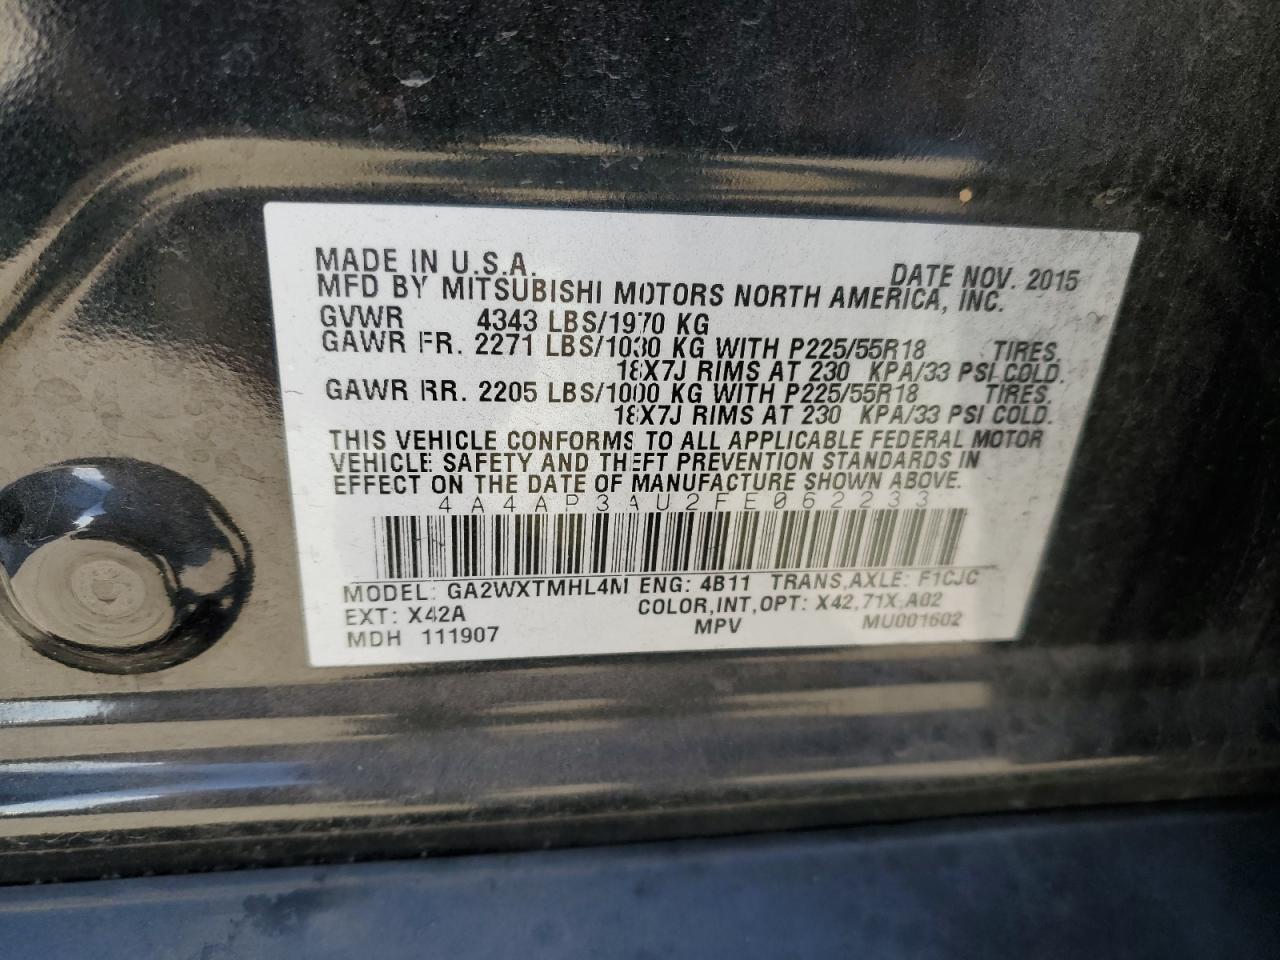 MADE IN U.S.A. DATE NOV. 2015
MFD BY MITSUBISHI MOTORS NORTH AMERICA, INC.
GVWR 4343 LBS/1970 KG
GAWR FR. 2271 LBS/1030 KG WITH P225/55R18 TIRES,
18X7J RIMS AT 230 KPA/33 PSI COLD.
GAWR RR. 2205 LBS/1000 KG WITH P225/55R18 TIRES,
18X7J RIMS AT 230 KPA/33 PSI COLD.
THIS VEHICLE CONFORMS TO ALL APPLICABLE FEDERAL MOTOR
VEHICLE SAFETY AND THEFT PREVENTION STANDARDS IN
EFFECT ON THE DATE OF MANUFACTURE SHOWN ABOVE.
4A4AP3AU2FE062233
MODEL: GA2WXTMHL4M ENG: 4B11 TRANS,AXLE: F1CJC
EXT: X42A COLOR,INT,OPT: X42,71X,A02
MDH 111907 MPV MU001602